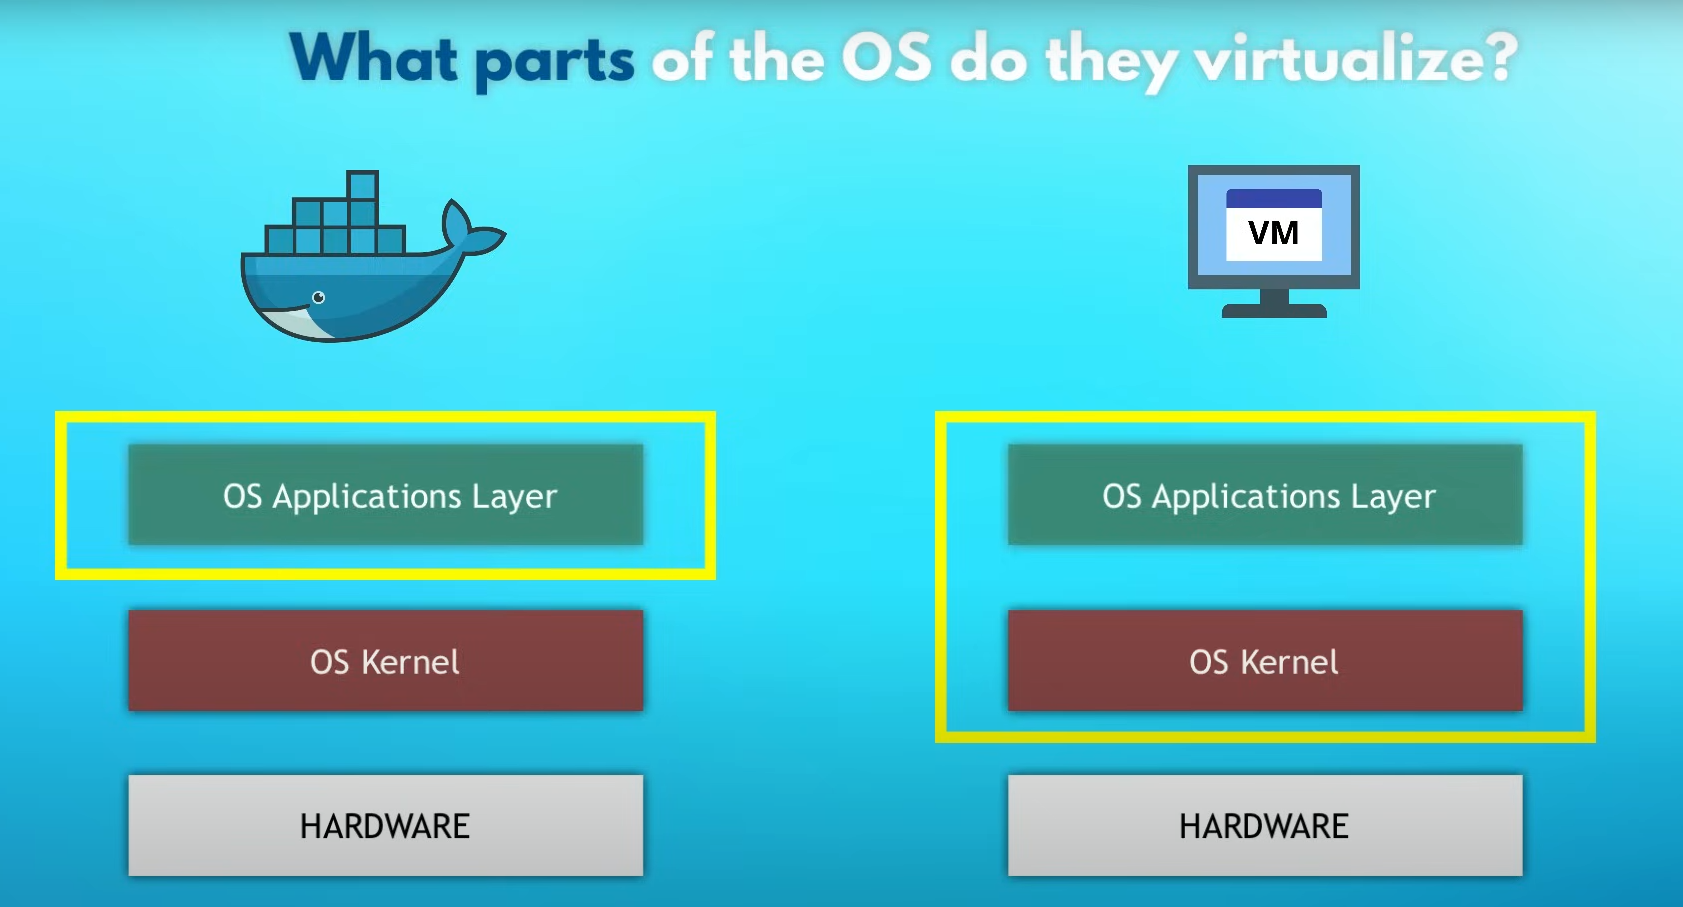 What parts of the OS do they virtualize?
VM
OS Applications Layer
OS Kernel
HARDWARE
OS Applications Layer
OS Kernel
HARDWARE